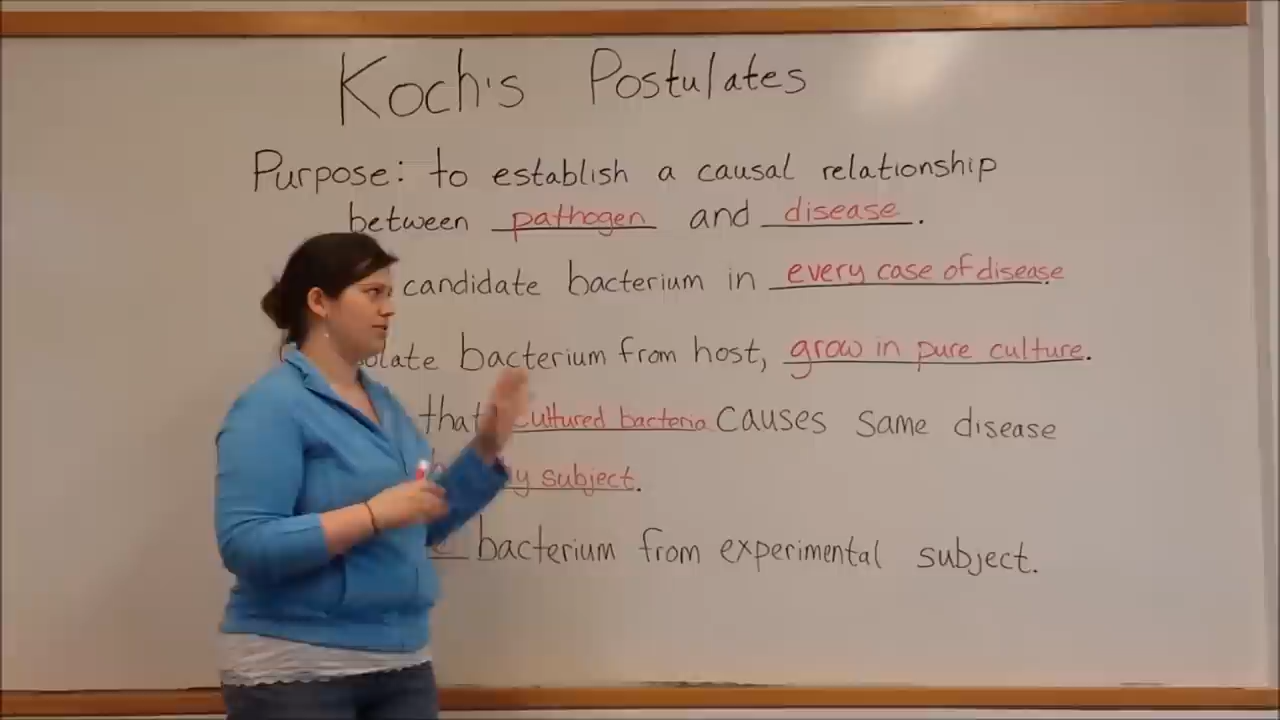 Koch's Postulates
Purpose: to establish a causal relationship
between pathogen and disease.
candidate bacterium in every case of disease.
bacterium from host, grow in pure culture.
that cultured bacteria causes same disease
subject.
bacterium from experimental subject.